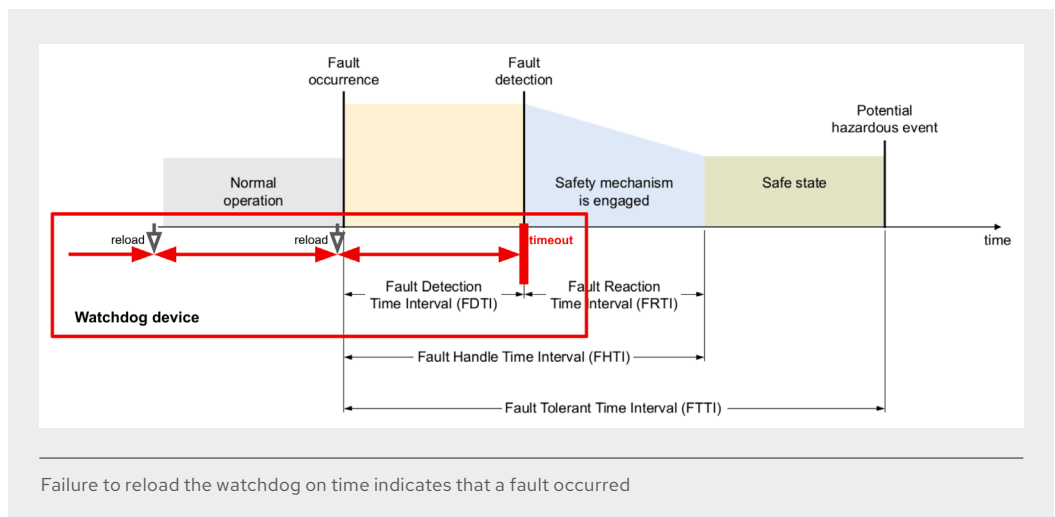 Fault
occurrence
Fault
detection
Potential
hazardous event
Normal
operation
Safety mechanism
is engaged
Safe state
reload
reload
timeout
time
Fault Detection
Time Interval (FDTI)
Fault Reaction
Time Interval (FRTI)
Watchdog device
Fault Handle Time Interval (FHTI)
Fault Tolerant Time Interval (FTTI)
Failure to reload the watchdog on time indicates that a fault occurred